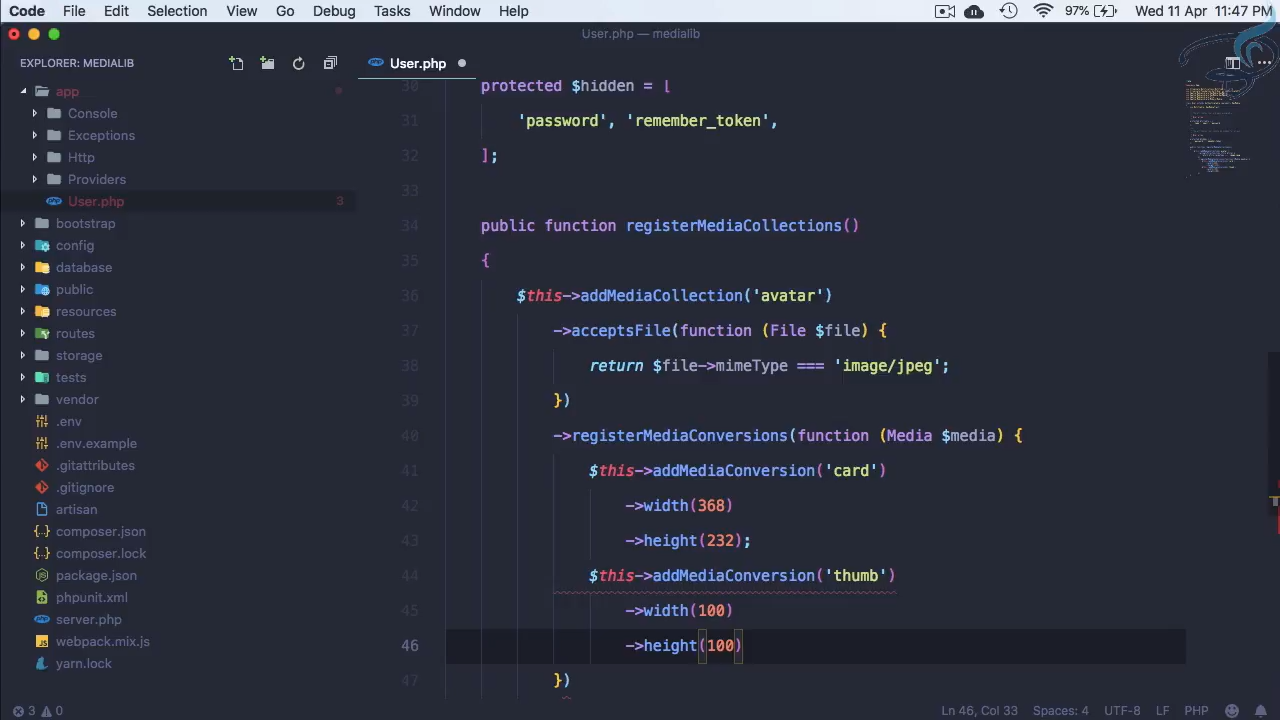 Code File Edit Selection View Go Debug Tasks Window Help 97% Wed 11 Apr 11:47 PM
User.php — medialib
EXPLORER: MEDIALIB
User.php
app
Console
Exceptions
Http
Providers
User.php 3
bootstrap
config
database
public
resources
routes
storage
tests
vendor
.env
.env.example
.gitattributes
.gitignore
artisan
composer.json
composer.lock
package.json
phpunit.xml
server.php
webpack.mix.js
yarn.lock
30 protected $hidden = [
31 'password', 'remember_token',
32 ];
33
34 public function registerMediaCollections()
35 {
36 $this->addMediaCollection('avatar')
37 ->acceptsFile(function (File $file) {
38 return $file->mimeType === 'image/jpeg';
39 })
40 ->registerMediaConversions(function (Media $media) {
41 $this->addMediaConversion('card')
42 ->width(368)
43 ->height(232);
44 $this->addMediaConversion('thumb')
45 ->width(100)
46 ->height(100)
47 })
3 0 Ln 46, Col 33 Spaces: 4 UTF-8 LF PHP